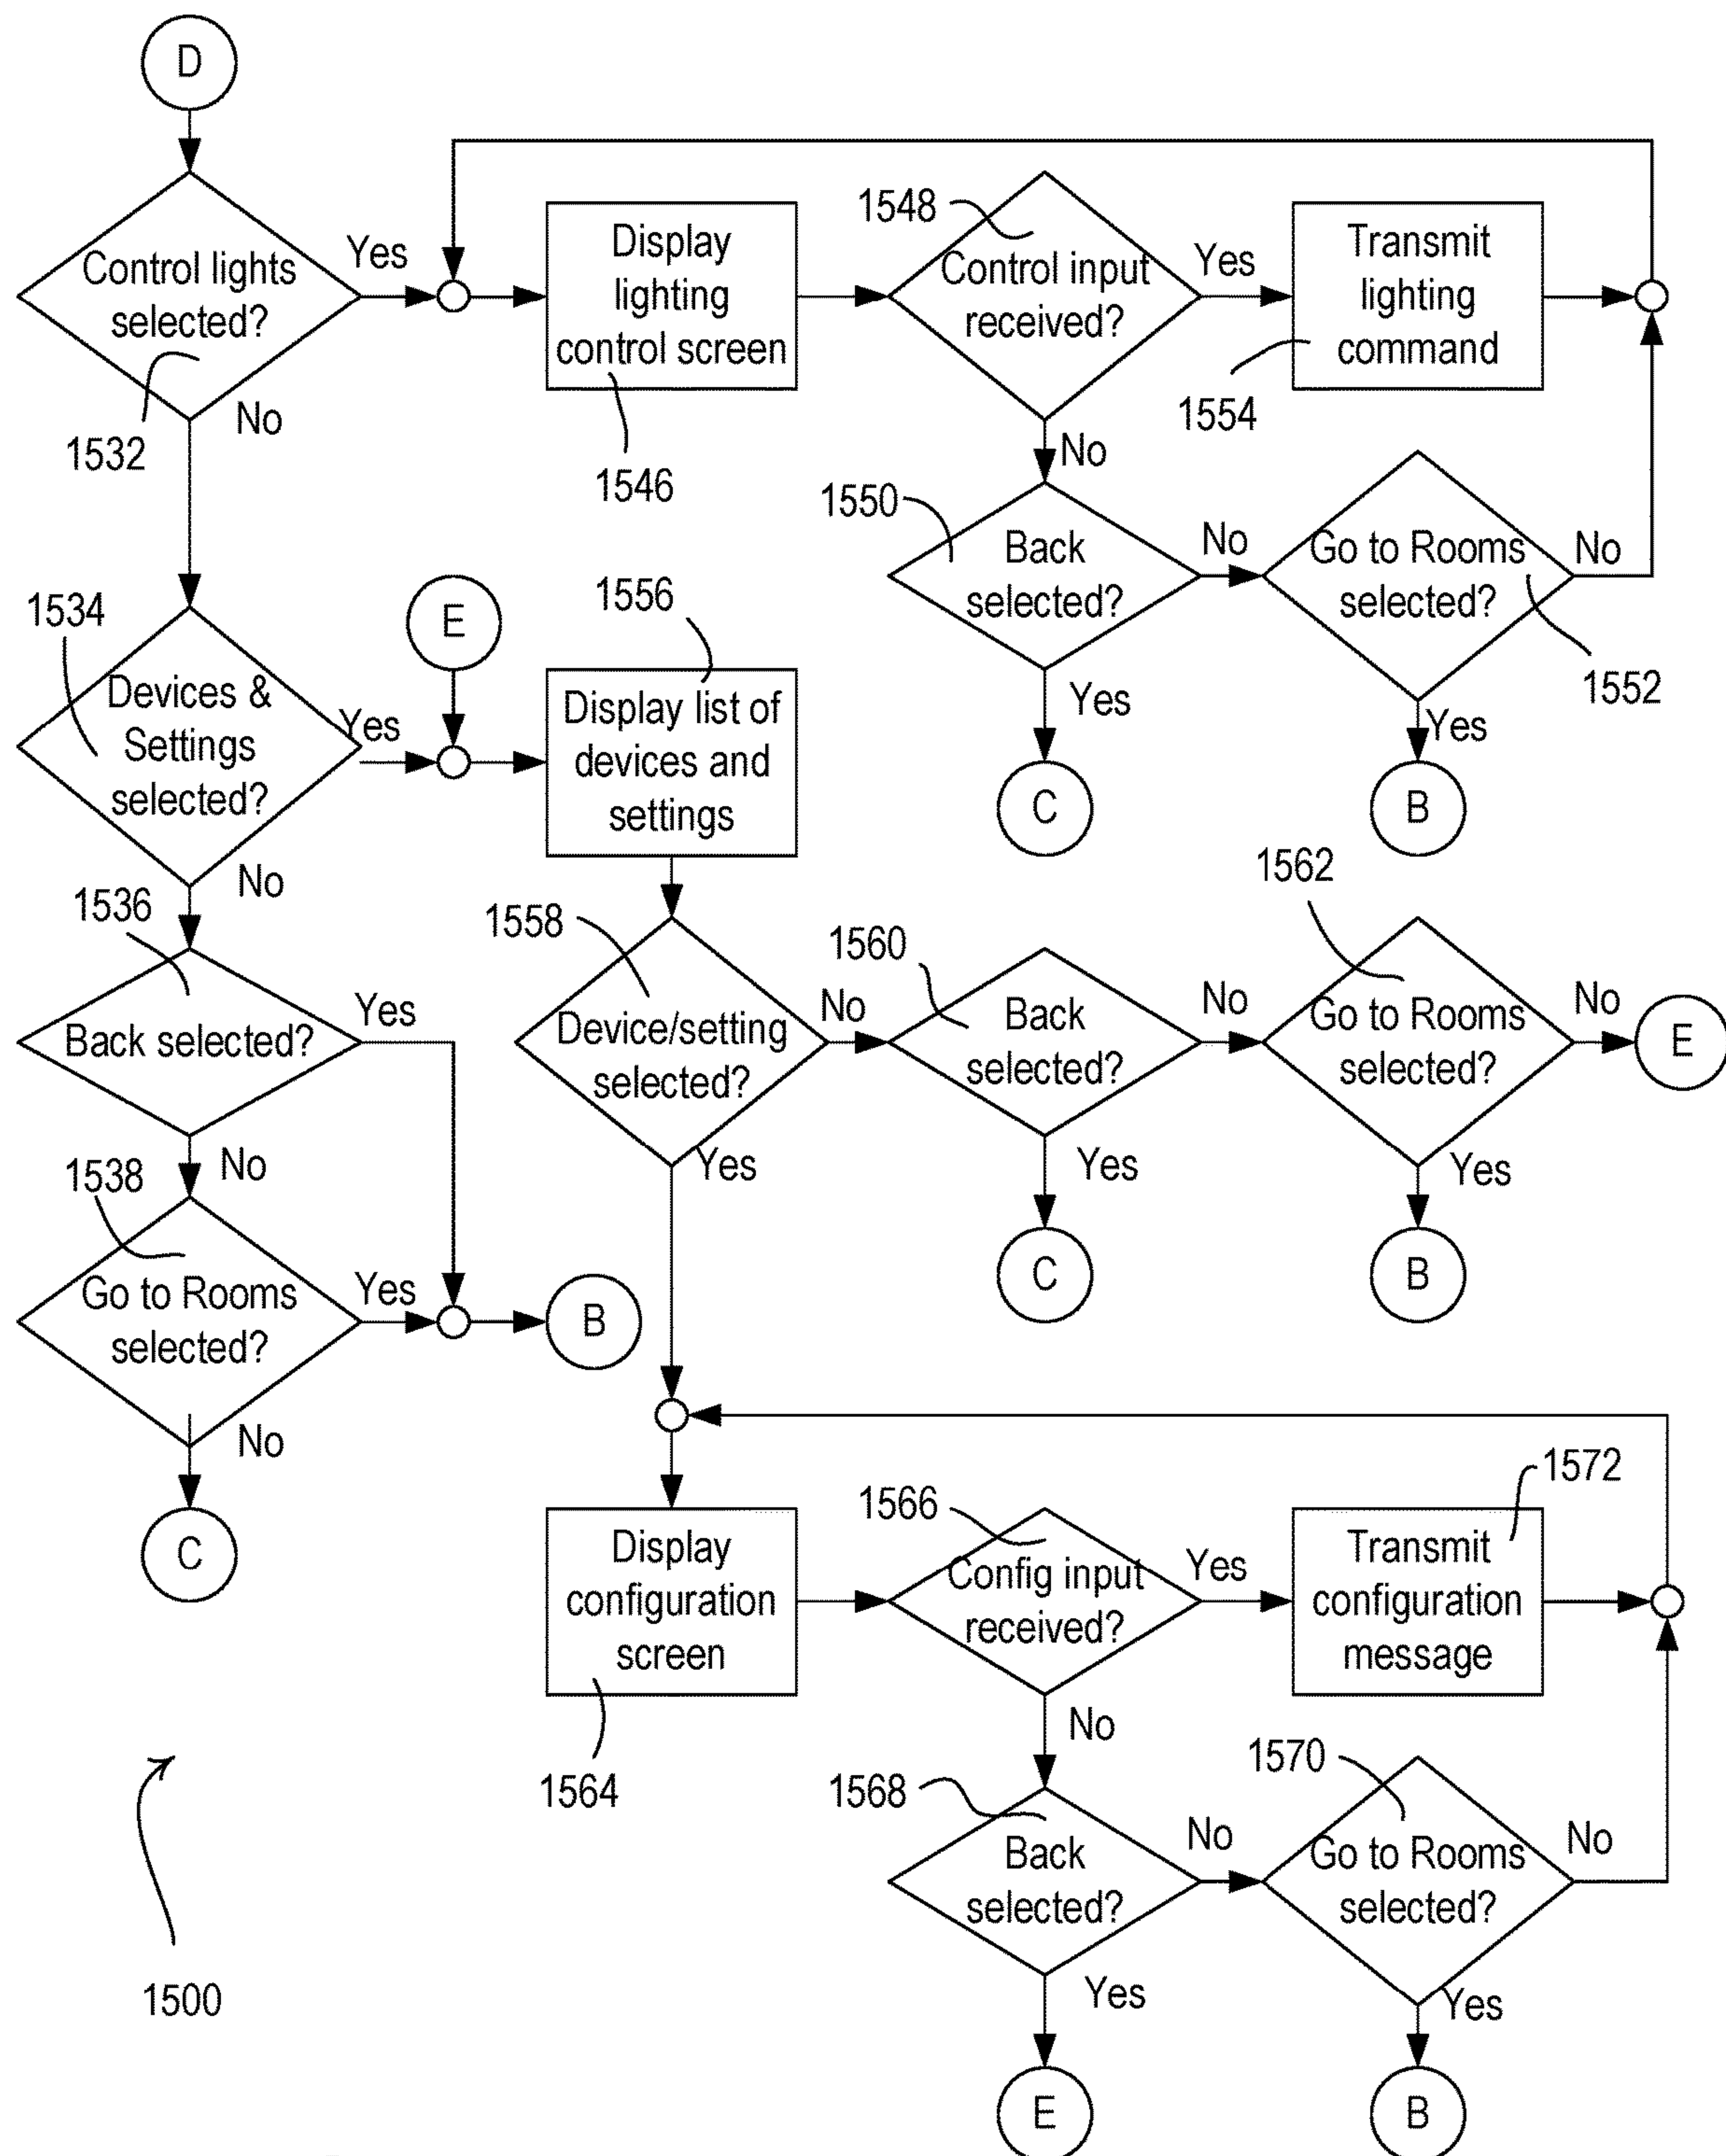 D
Control lights
selected?
Yes
No
1532
Display
lighting
control screen
1546
1548
Control input
received?
Yes
No
Transmit
lighting
command
1554
1550
Back
selected?
No
Yes
C
Go to Rooms
selected?
No
1552
Yes
B
1534
Devices &
Settings
selected?
Yes
No
E
1556
Display list of
devices and
settings
1558
Device/setting
selected?
No
Yes
1560
Back
selected?
No
Yes
C
1562
Go to Rooms
selected?
No
E
Yes
B
1536
Back selected?
Yes
No
1538
Go to Rooms
selected?
Yes
B
No
C
Display
configuration
screen
1564
1566
Config input
received?
Yes
No
1572
Transmit
configuration
message
1568
Back
selected?
No
Yes
E
1570
Go to Rooms
selected?
No
Yes
B
1500